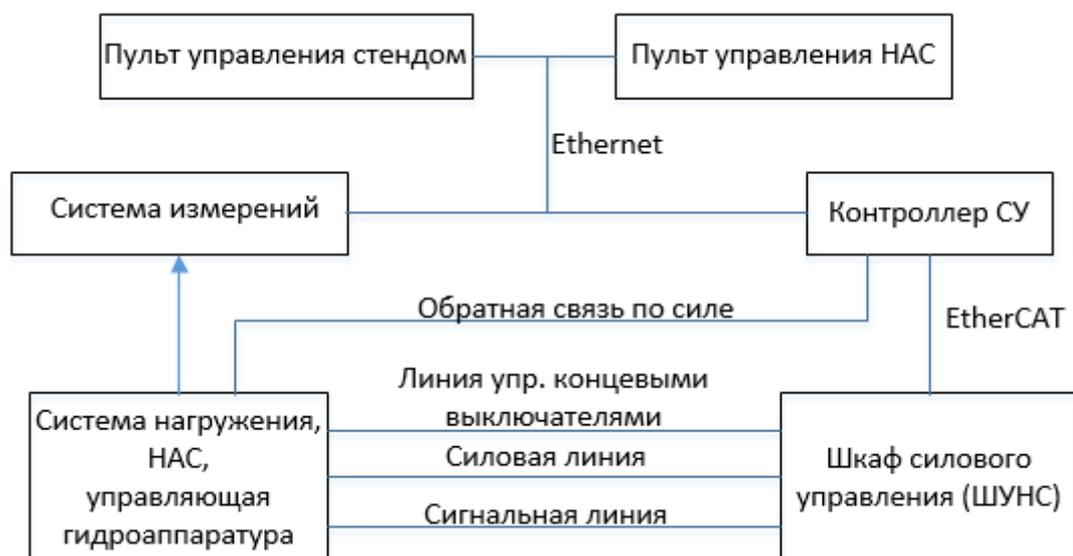 Пульт управления стендом
Пульт управления НАС
Ethernet
Система измерений
Контроллер СУ
Обратная связь по силе
EtherCAT
Линия упр. концевыми
выключателями
Система нагружения,
НАС,
управляющая
гидроаппаратура
Силовая линия
Сигнальная линия
Шкаф силового
управления (ШУНС)